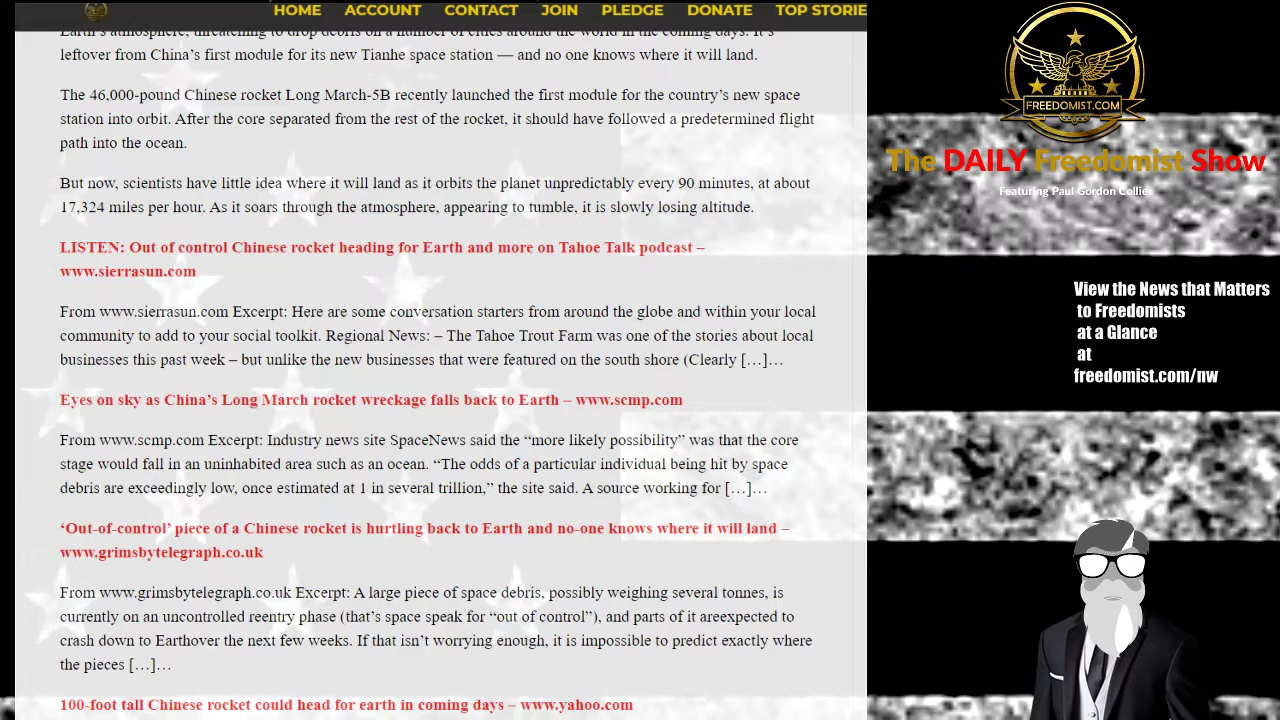 HOME ACCOUNT CONTACT JOIN PLEDGE DONATE TOP STORIE
Earth's atmosphere, threatening to drop debris on a number of cities around the world in the coming days. It's
leftover from China’s first module for its new Tianhe space station — and no one knows where it will land.
The 46,000-pound Chinese rocket Long March-5B recently launched the first module for the country’s new space
station into orbit. After the core separated from the rest of the rocket, it should have followed a predetermined flight
path into the ocean.
But now, scientists have little idea where it will land as it orbits the planet unpredictably every 90 minutes, at about
17,324 miles per hour. As it soars through the atmosphere, appearing to tumble, it is slowly losing altitude.
LISTEN: Out of control Chinese rocket heading for Earth and more on Tahoe Talk podcast –
www.sierrasun.com
From www.sierrasun.com Excerpt: Here are some conversation starters from around the globe and within your local
community to add to your social toolkit. Regional News: – The Tahoe Trout Farm was one of the stories about local
businesses this past week – but unlike the new businesses that were featured on the south shore (Clearly […]…
Eyes on sky as China’s Long March rocket wreckage falls back to Earth – www.scmp.com
From www.scmp.com Excerpt: Industry news site SpaceNews said the “more likely possibility” was that the core
stage would fall in an uninhabited area such as an ocean. “The odds of a particular individual being hit by space
debris are exceedingly low, once estimated at 1 in several trillion,” the site said. A source working for […]…
‘Out-of-control’ piece of a Chinese rocket is hurtling back to Earth and no-one knows where it will land –
www.grimsbytelegraph.co.uk
From www.grimsbytelegraph.co.uk Excerpt: A large piece of space debris, possibly weighing several tonnes, is
currently on an uncontrolled reentry phase (that’s space speak for “out of control”), and parts of it areexpected to
crash down to Earthover the next few weeks. If that isn’t worrying enough, it is impossible to predict exactly where
the pieces […]…
100-foot tall Chinese rocket could head for earth in coming days – www.yahoo.com
FREEDOMIST.COM
The DAILY Freedomist Show
Featuring Paul Gordon Collie
View the News that Matters
to Freedomists
at a Glance
at
freedomist.com/nw